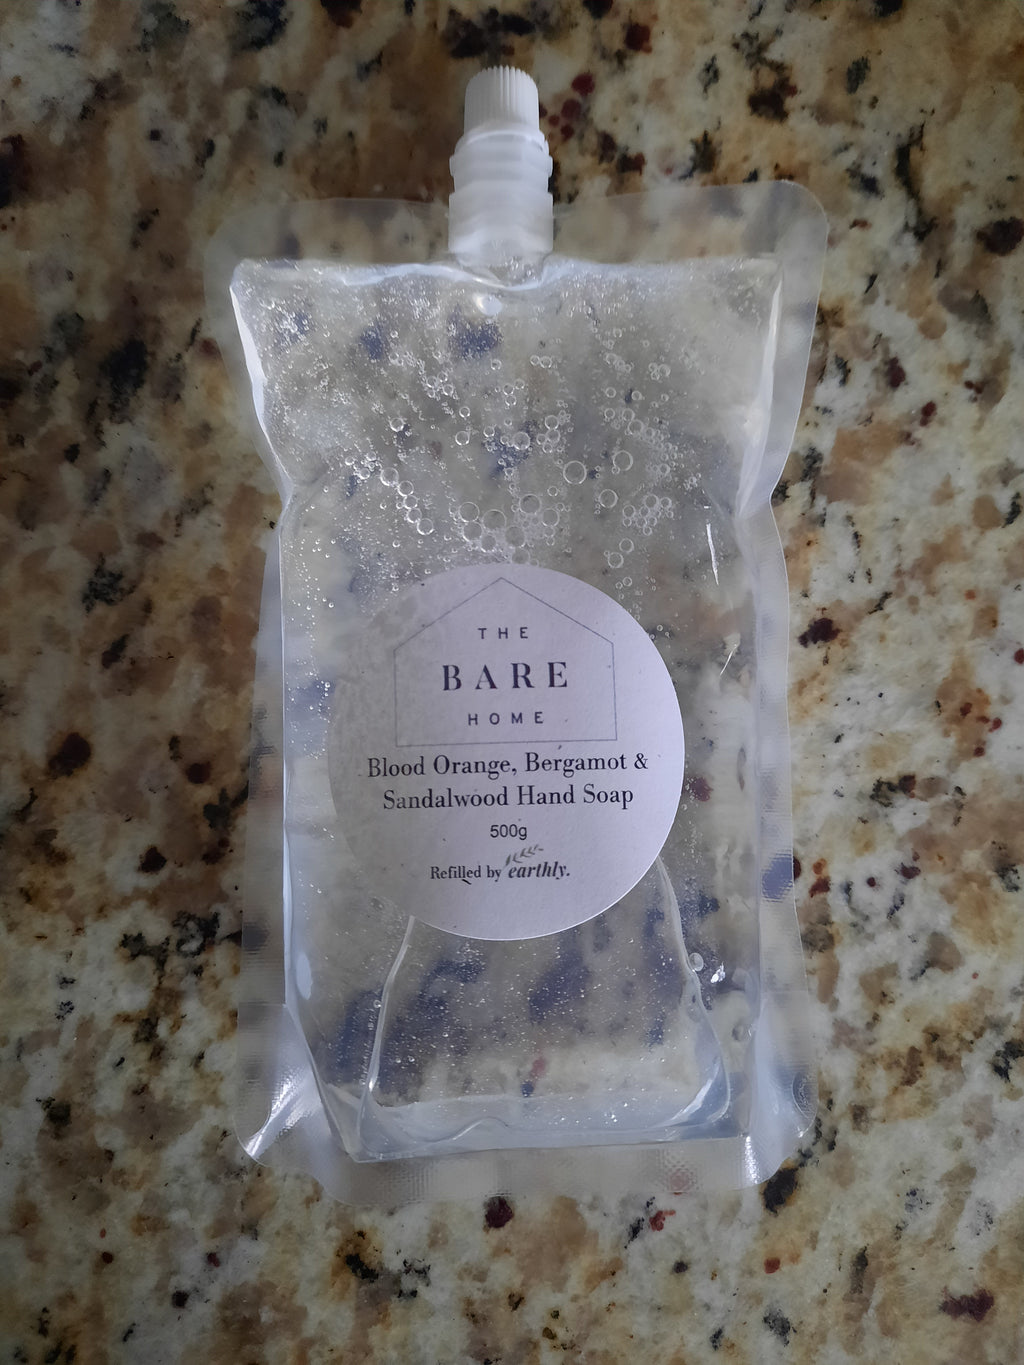 THE
BARE
HOME
Blood Orange, Bergamot &
Sandalwood Hand Soap
500g
Refilled by earthly.